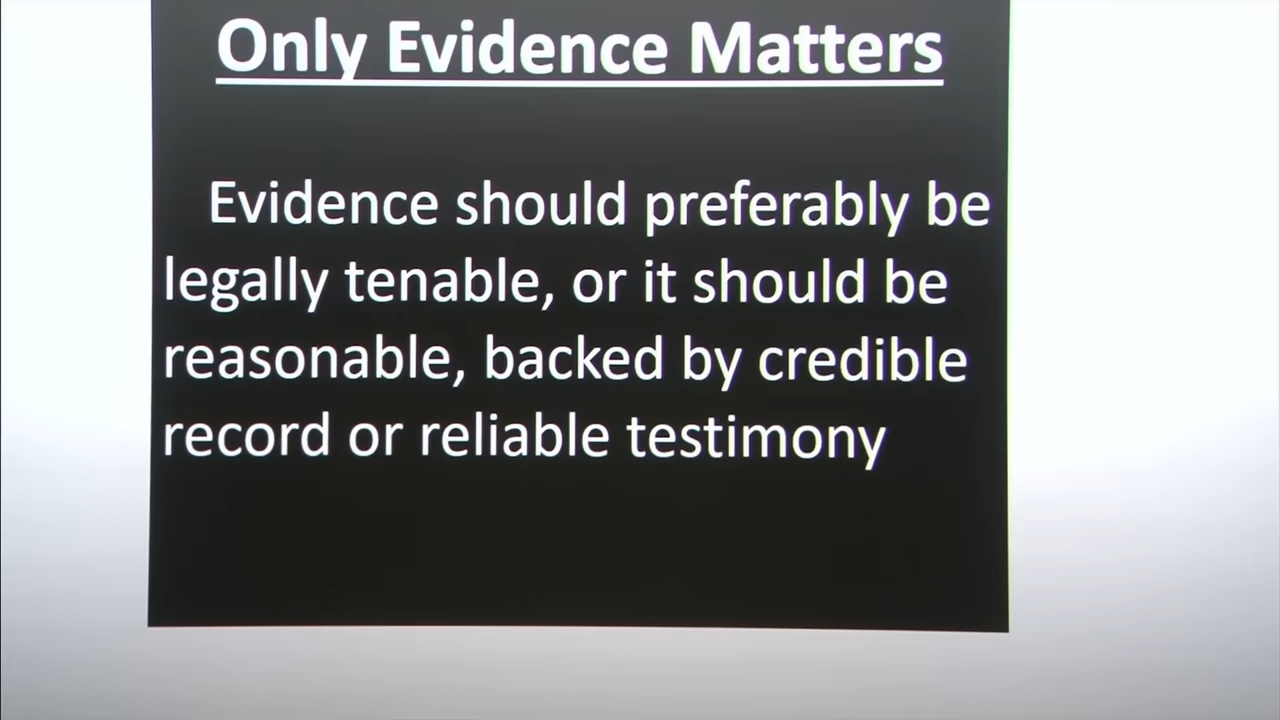 Only Evidence Matters
Evidence should preferably be
legally tenable, or it should be
reasonable, backed by credible
record or reliable testimony